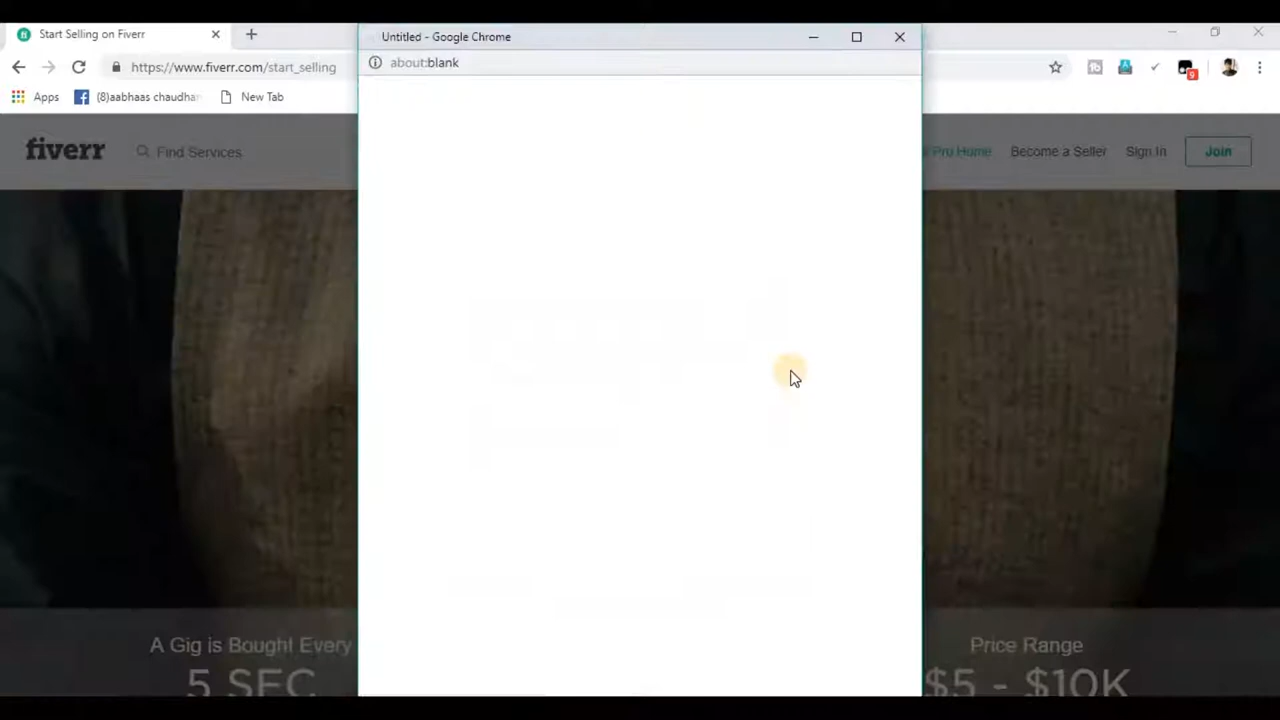 Start Selling on Fiverr
Untitled - Google Chrome
https://www.fiverr.com/start_selling
about:blank
9
Apps
(8)aabhaas chaudhar
New Tab
fiverr
Find Services
Pro Home
Become a Seller
Sign In
Join
A Gig is Bought Every
5 SEC
Price Range
$5 - $10K